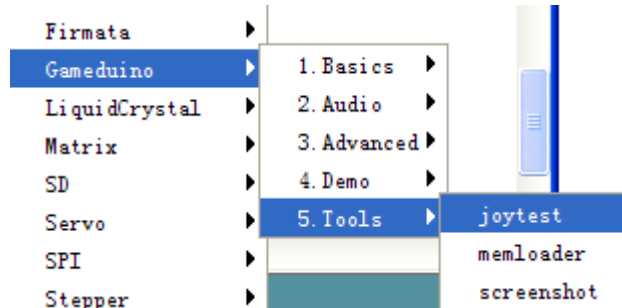 Firmata
Gameduino
LiquidCrystal
Matrix
SD
Servo
SPI
Stepper
1.Basics
2.Audio
3.Advanced
4.Demo
5.Tools
joytest
memloader
screenshot